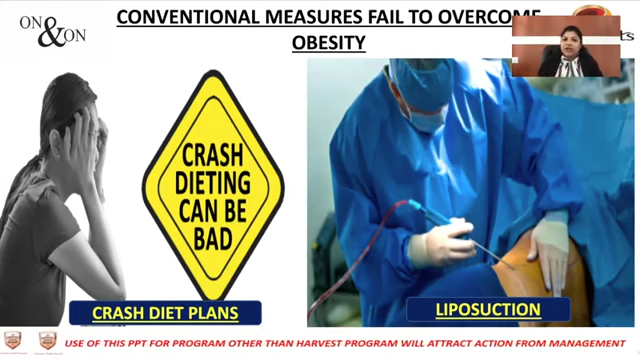 ON
&
ON
CONVENTIONAL MEASURES FAIL TO OVERCOME
OBESITY
CRASH
DIETING
CAN BE
BAD
CRASH DIET PLANS
LIPOSUCTION
USE OF THIS PPT FOR PROGRAM OTHER THAN HARVEST PROGRAM WILL ATTRACT ACTION FROM MANAGEMENT